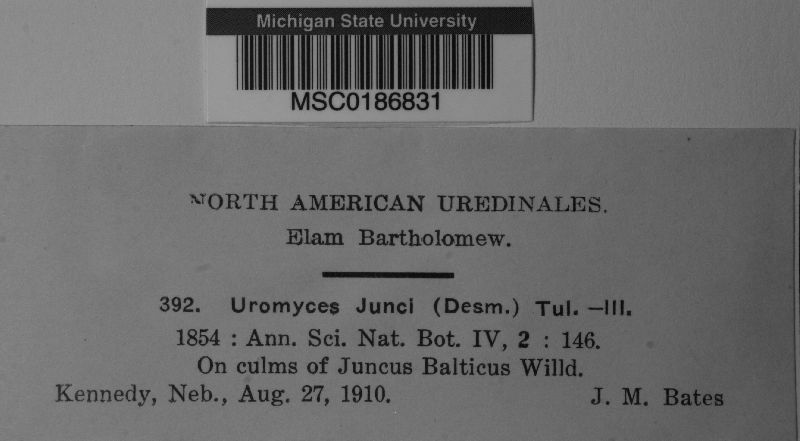 Michigan State University
MSC0186831
NORTH AMERICAN UREDINALES.
Elam Bartholomew.
392. Uromyces Junci (Desm.) Tul. —III.
1854 : Ann. Sci. Nat. Bot. IV, 2 : 146.
On culms of Juncus Balticus Willd.
Kennedy, Neb., Aug. 27, 1910. J. M. Bates